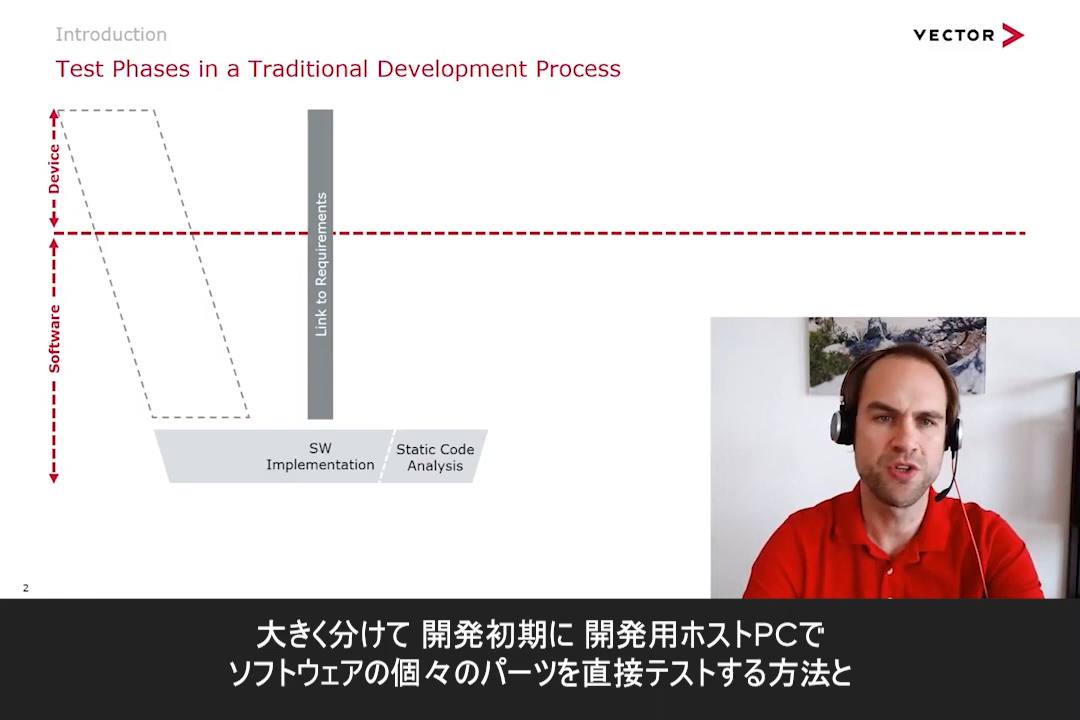 Introduction
VECTOR
Test Phases in a Traditional Development Process
Device
Software
Link to Requirements
SW
Implementation
Static Code
Analysis
2
大きく分けて 開発初期に 開発用ホストPCで
ソフトウェアの個々のパーツを直接テストする方法と